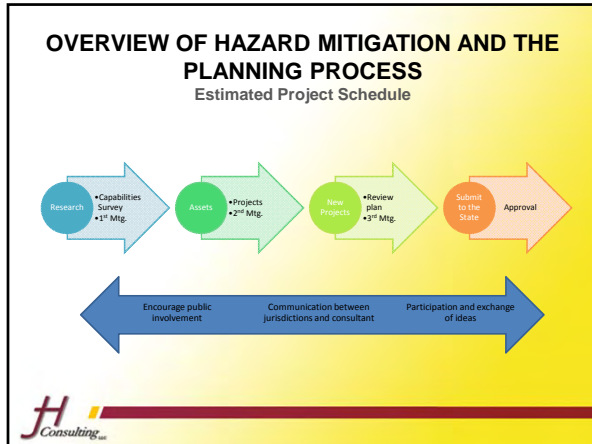 OVERVIEW OF HAZARD MITIGATION AND THE
PLANNING PROCESS
Estimated Project Schedule
Research
•Capabilities
Survey
•1st Mtg.
Assets
•Projects
•2nd Mtg.
New
Projects
•Review
plan
•3rd Mtg.
Submit
to the
State
Approval
Encourage public
involvement
Communication between
jurisdictions and consultant
Participation and exchange
of ideas
JH
Consulting LLC